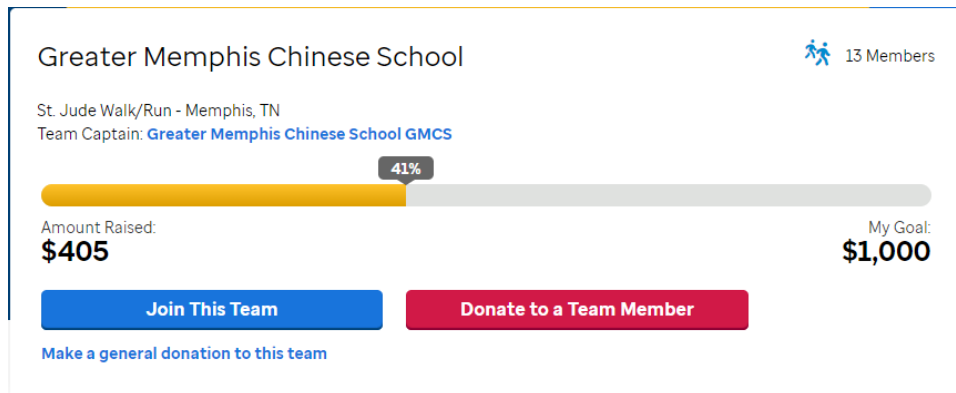 Greater Memphis Chinese School
13 Members
St. Jude Walk/Run - Memphis, TN
Team Captain: Greater Memphis Chinese School GMCS
41%
Amount Raised:
$405
My Goal:
$1,000
Join This Team
Donate to a Team Member
Make a general donation to this team